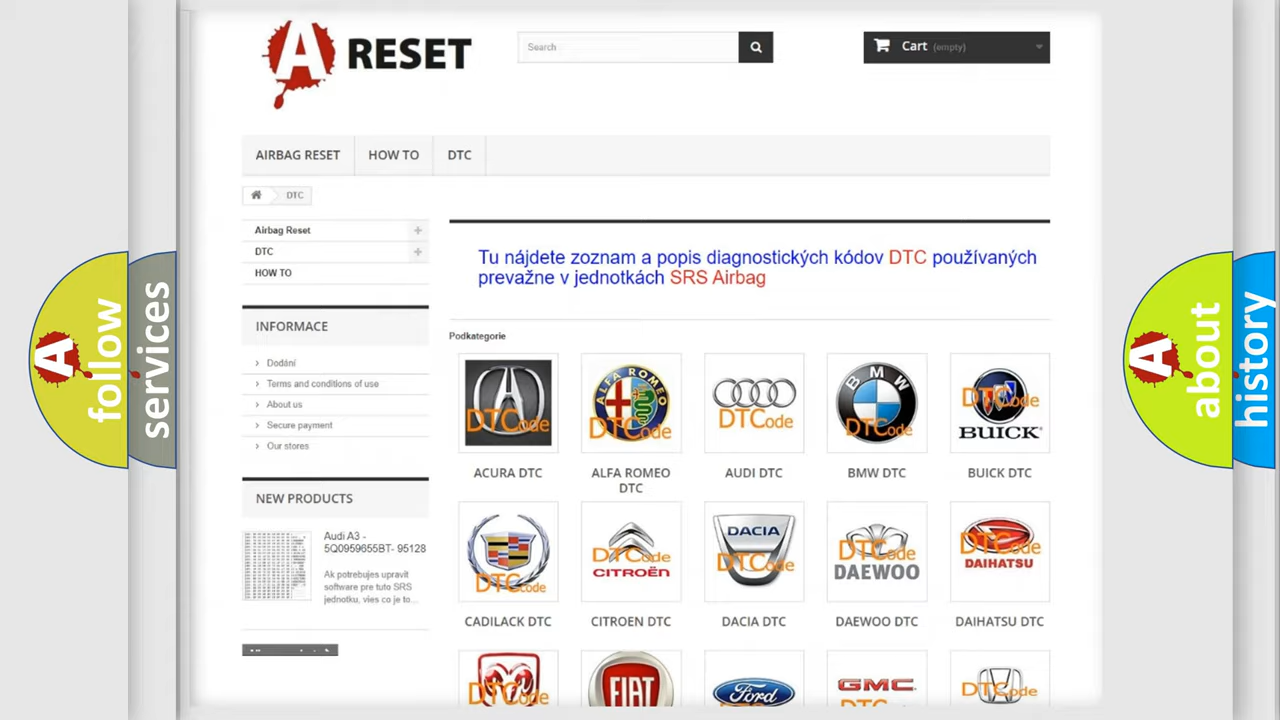 A RESET
Search
Cart (empty)
AIRBAG RESET
HOW TO
DTC
DTC
Airbag Reset
DTC
HOW TO
INFORMACE
Dodání
Terms and conditions of use
About us
Secure payment
Our stores
NEW PRODUCTS
Audi A3 -
5Q0959655BT- 95128
Ak potrebujes upravit
software pre tuto SRS
jednotku, vies co je to...
Tu nájdete zoznam a popis diagnostických kódov DTC používaných
prevažne v jednotkách SRS Airbag
Podkategorie
DTCode
ACURA DTC
ALFA ROMEO
DTCode
ALFA ROMEO
DTC
DTCode
AUDI DTC
BMW
DTCode
BMW DTC
DTCode
BUICK
BUICK DTC
DTCode
CADILACK DTC
DTCode
CITROËN
CITROEN DTC
DACIA
DTCode
DACIA DTC
DTCode
DAEWOO
DAEWOO DTC
DTCode
DAIHATSU
DAIHATSU DTC
DTCode
FIAT
Ford
GMC
DTCode
A
follow
services
A
about
history